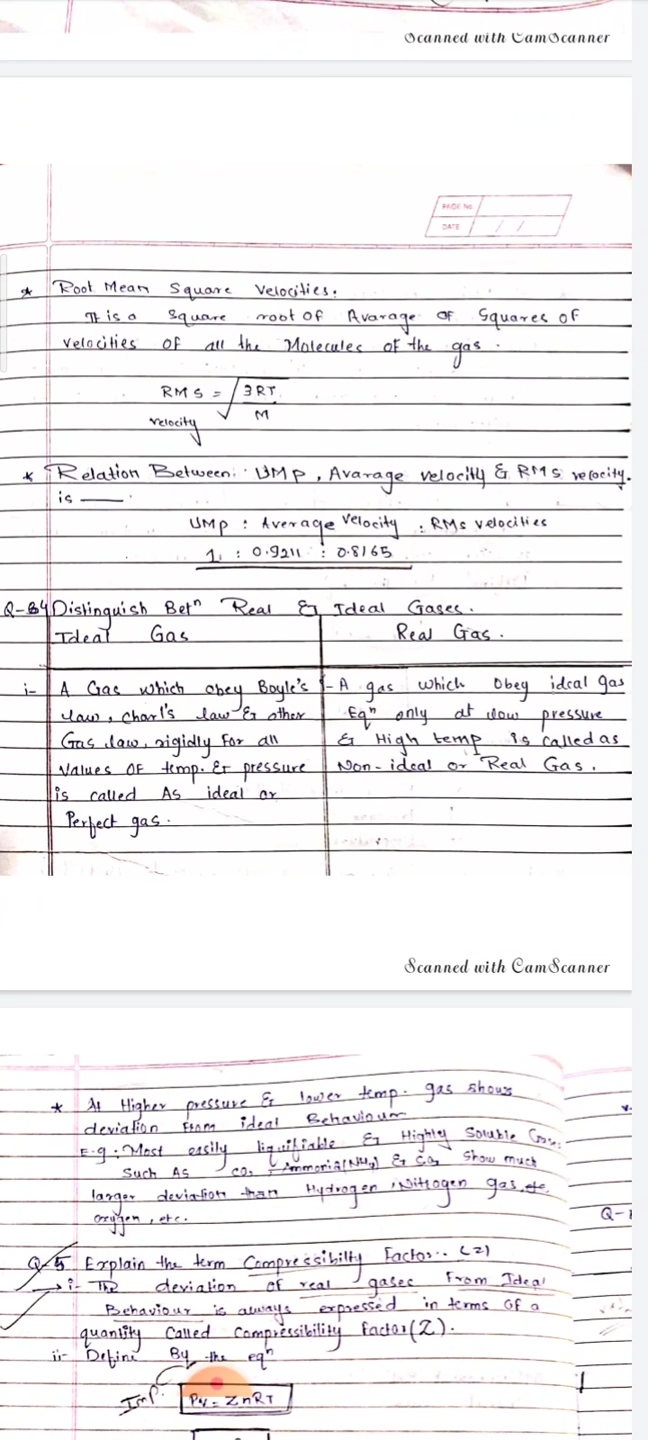 Scanned with CamScanner
PAGE No.
DATE / /
* Root Mean Square Velocities.
It is a square root of Avarage of Squares of
velocities of all the Molecules of the gas.
RMS = √3RT
velocity M
* Relation Between: UMP, Avarage velocity & RMS velocity.
is —
UMP : Average velocity : RMs velocities
1 : 0.9211 : 0.8165
Distinguish Betn Real & Ideal Gases.
Ideal Gas Real Gas.
i- A Gas which obey Boyle's i- A gas which Obey ideal gas
law, Charl's law & other Eqn only at low pressure
Gas law, rigidly for all & High temp is called as
Values OF temp. & pressure Non-ideal or Real Gas.
is called As ideal or
Perfect gas.
Scanned with CamScanner
* At Higher pressure & lower temp. gas shows
deviation from ideal Behaviour
E.g: Most easily liquifiable & Highly Soluble
Such As CO2, Ammonia(NH3) & show much
larger deviation than Hydrogen, Nitrogen gas, etc.
oxygen, etc.
Q-5 Explain the term Compressibilty Factor.. (Z)
→ i- The deviation of real gases From Ideal
Behaviour is always expressed in terms of a
quantity Called Compressibility factor(Z).
ii- Define By the eqn
Imp. PV = ZnRT